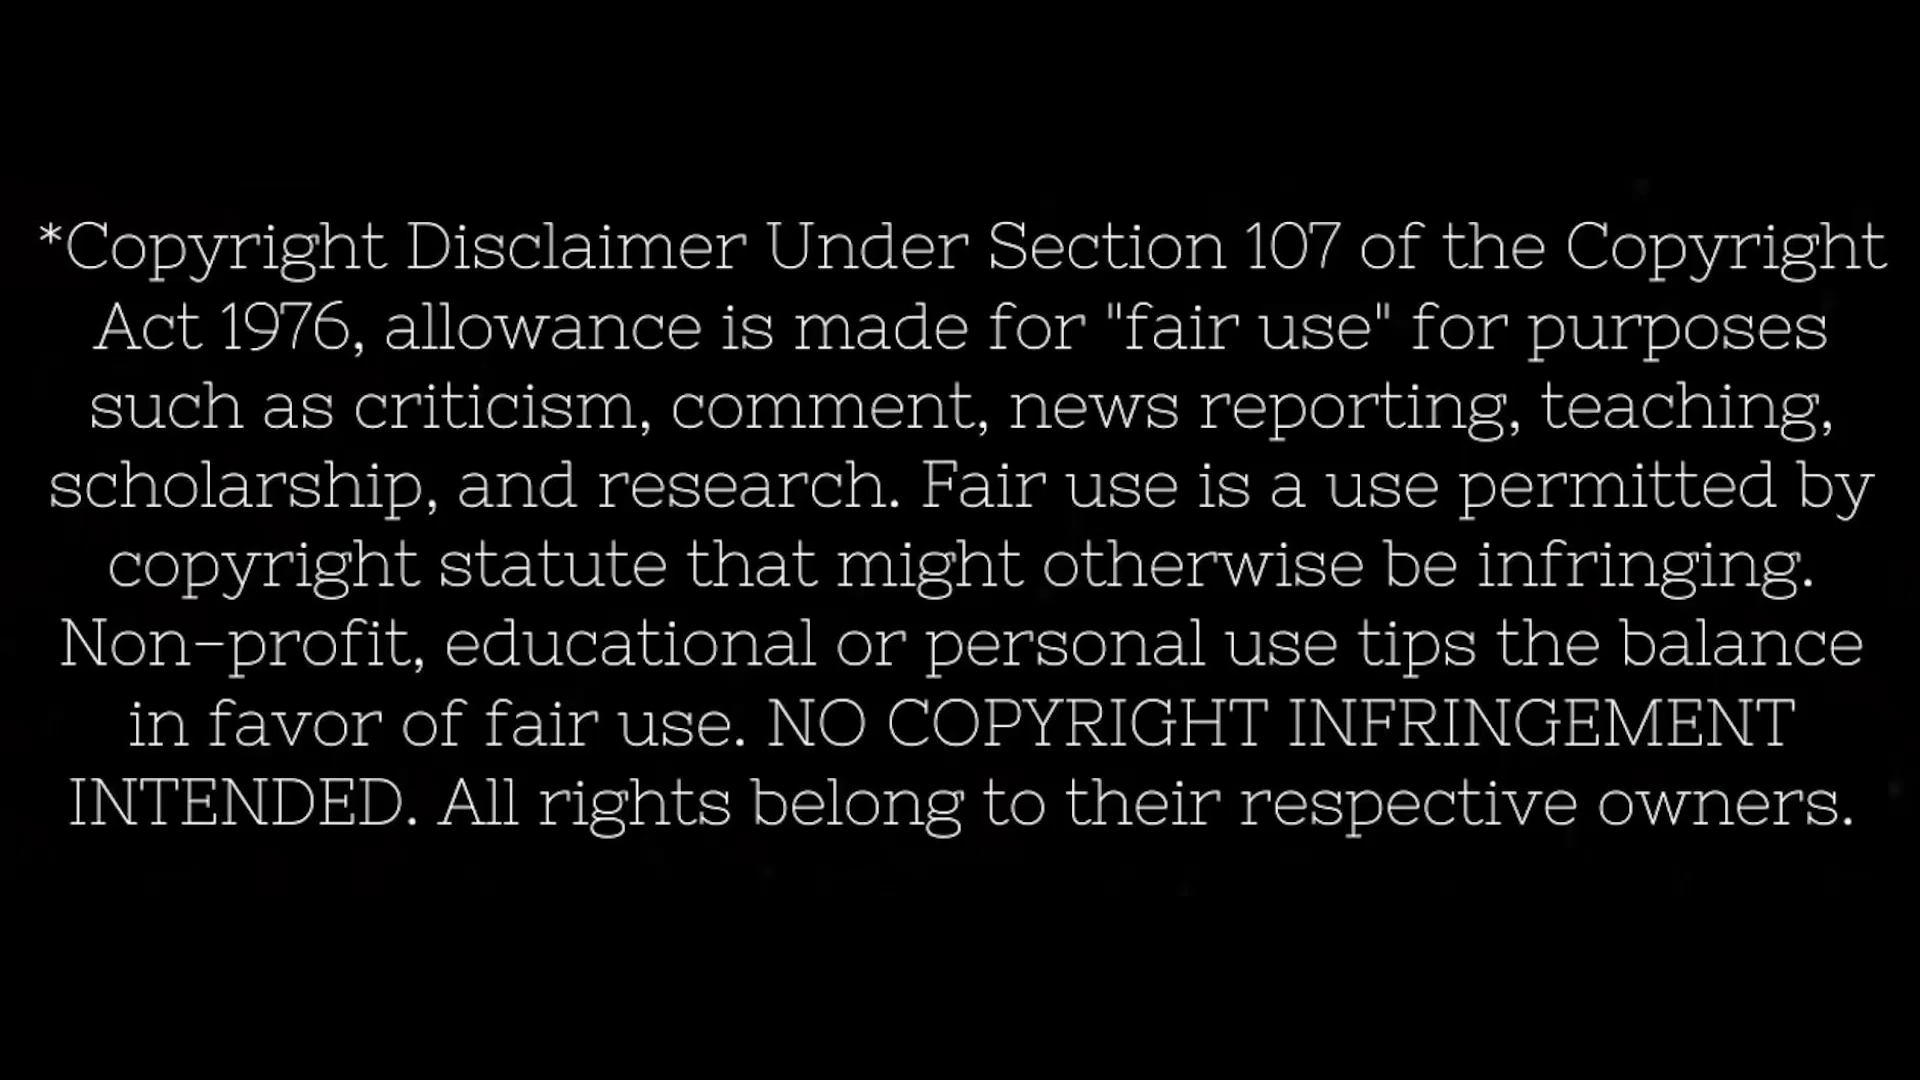 *Copyright Disclaimer Under Section 107 of the Copyright
Act 1976, allowance is made for "fair use" for purposes
such as criticism, comment, news reporting, teaching,
scholarship, and research. Fair use is a use permitted by
copyright statute that might otherwise be infringing.
Non-profit, educational or personal use tips the balance
in favor of fair use. NO COPYRIGHT INFRINGEMENT
INTENDED. All rights belong to their respective owners.